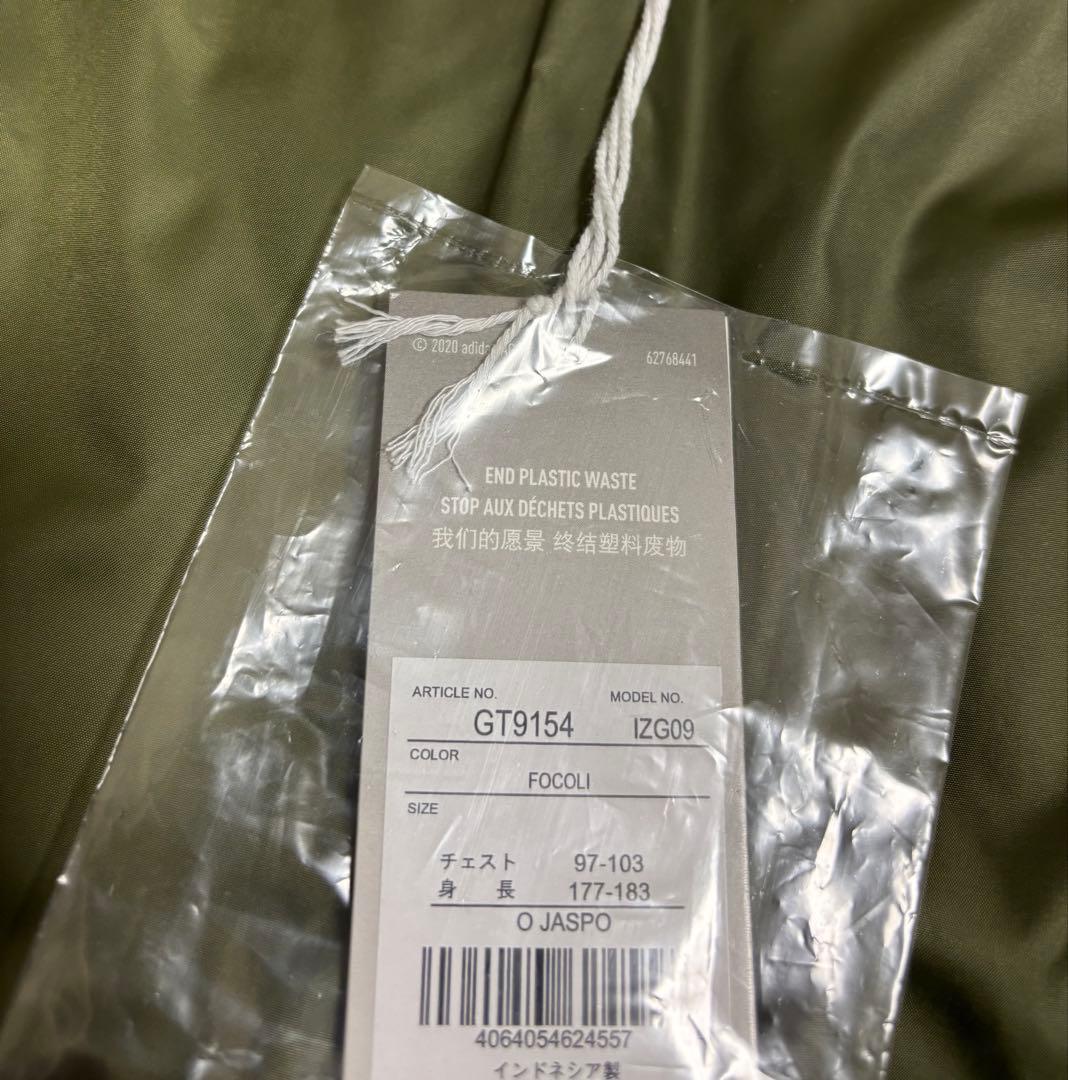 © 2020 adidas AG
62768441
END PLASTIC WASTE
STOP AUX DÉCHETS PLASTIQUES
我们的愿景 终结塑料废物
ARTICLE NO. MODEL NO.
GT9154 IZG09
COLOR
FOCOLI
SIZE
チェスト 97-103
身 長 177-183
O JASPO
4064054624557
インドネシア製